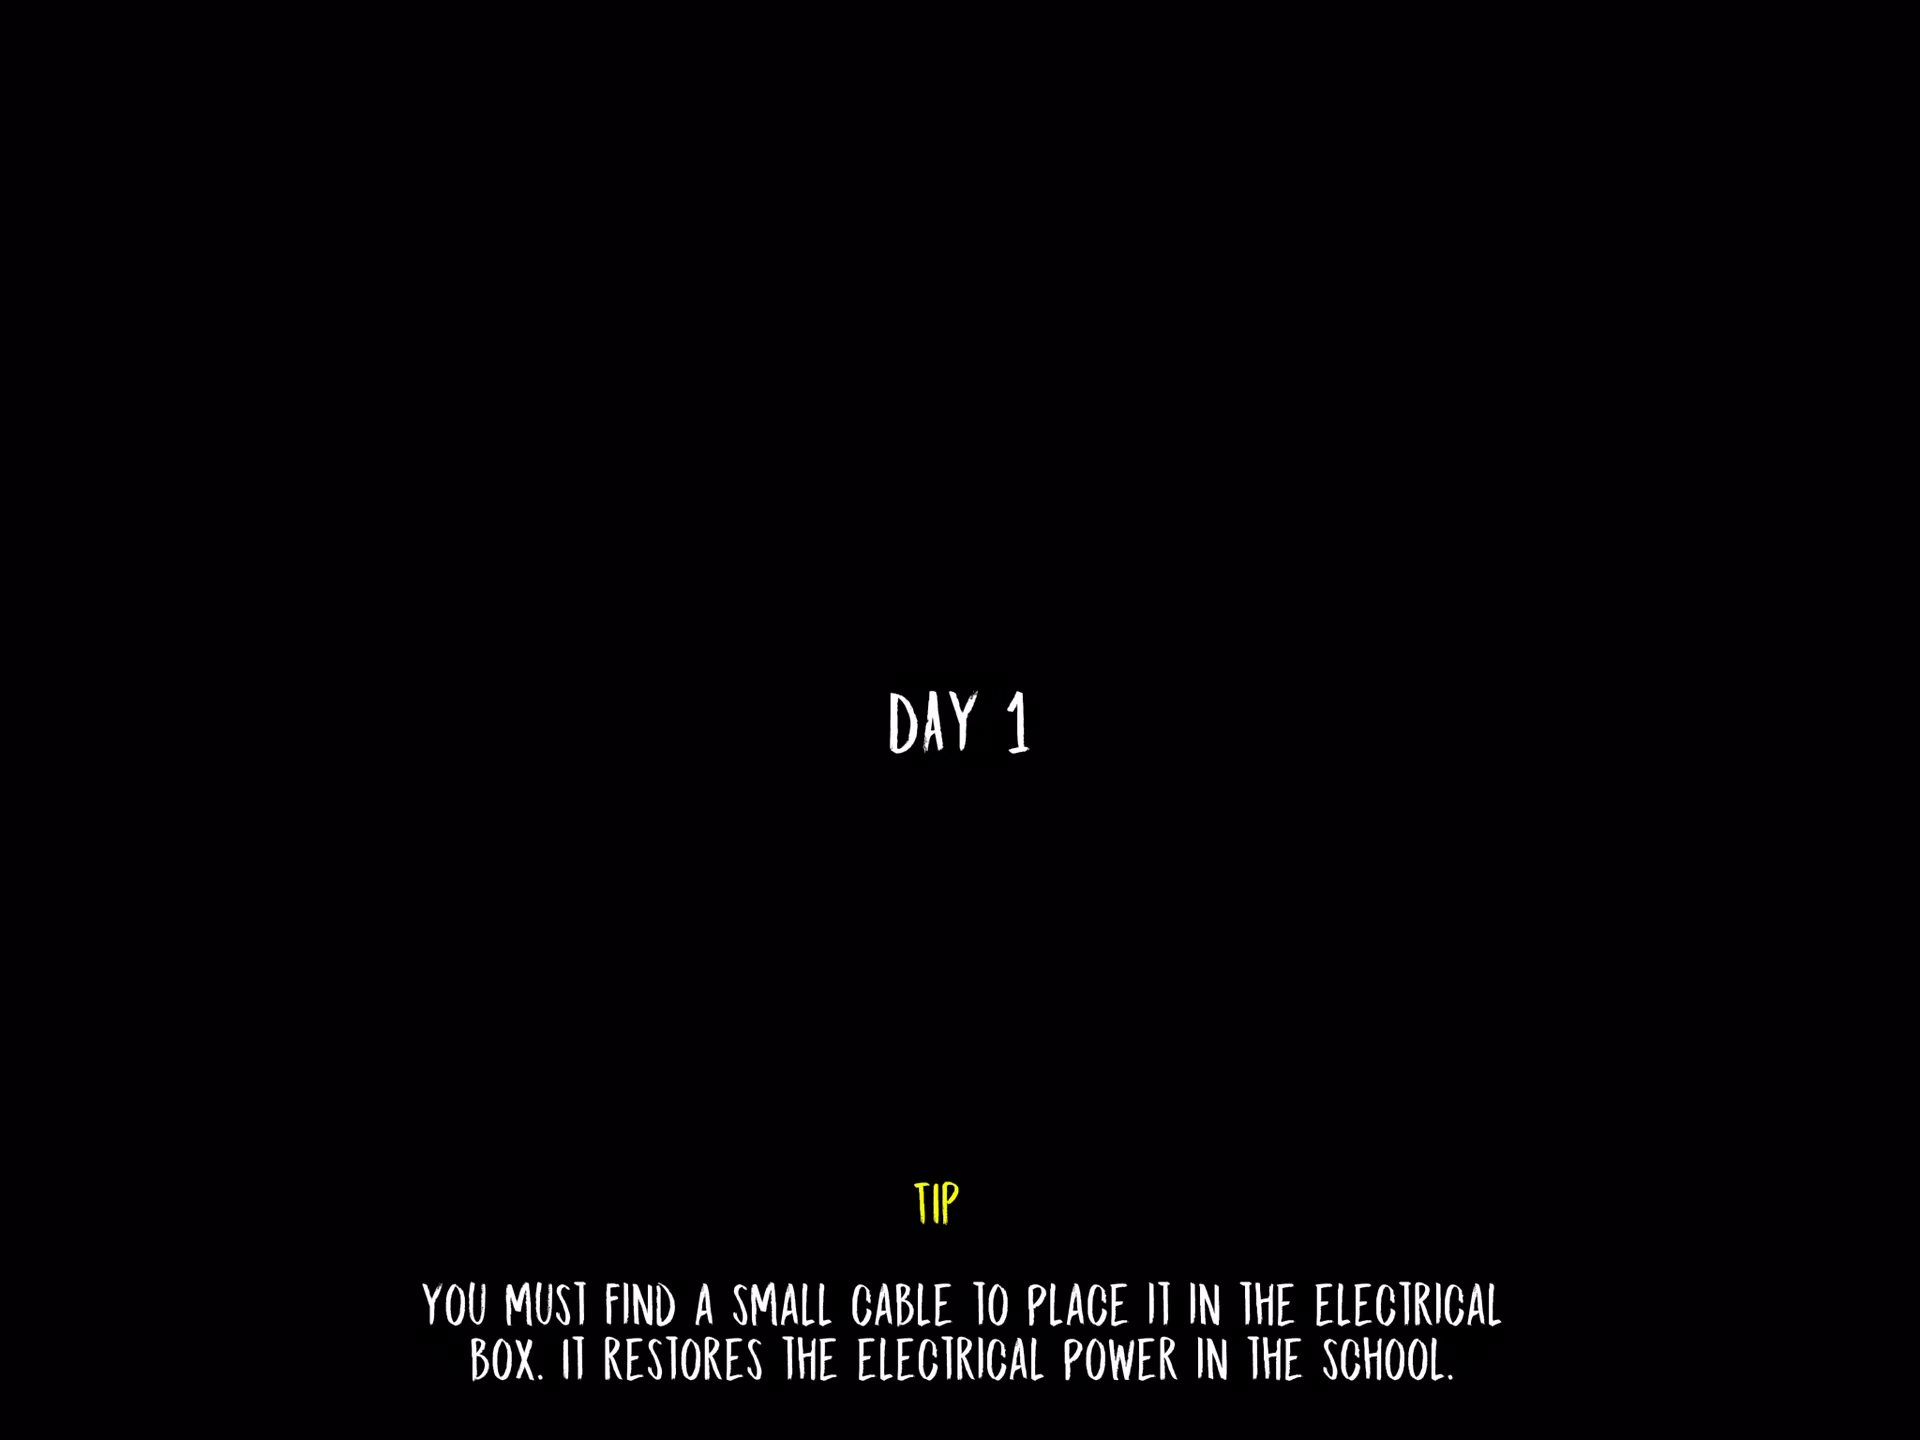 DAY 1
TIP
YOU MUST FIND A SMALL CABLE TO PLACE IT IN THE ELECTRICAL
BOX. IT RESTORES THE ELECTRICAL POWER IN THE SCHOOL.